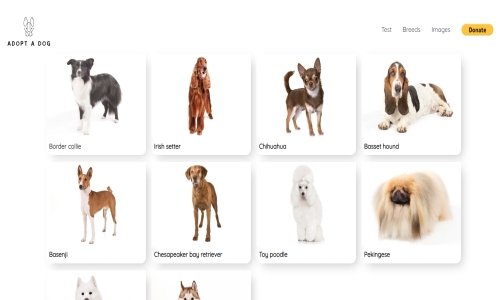 Test Breeds Images Donate
ADOPT A DOG
Border collie
Irish setter
Chihuahua
Basset hound
Basenji
Chesapeaker bay retriever
Toy poodle
Pekingese